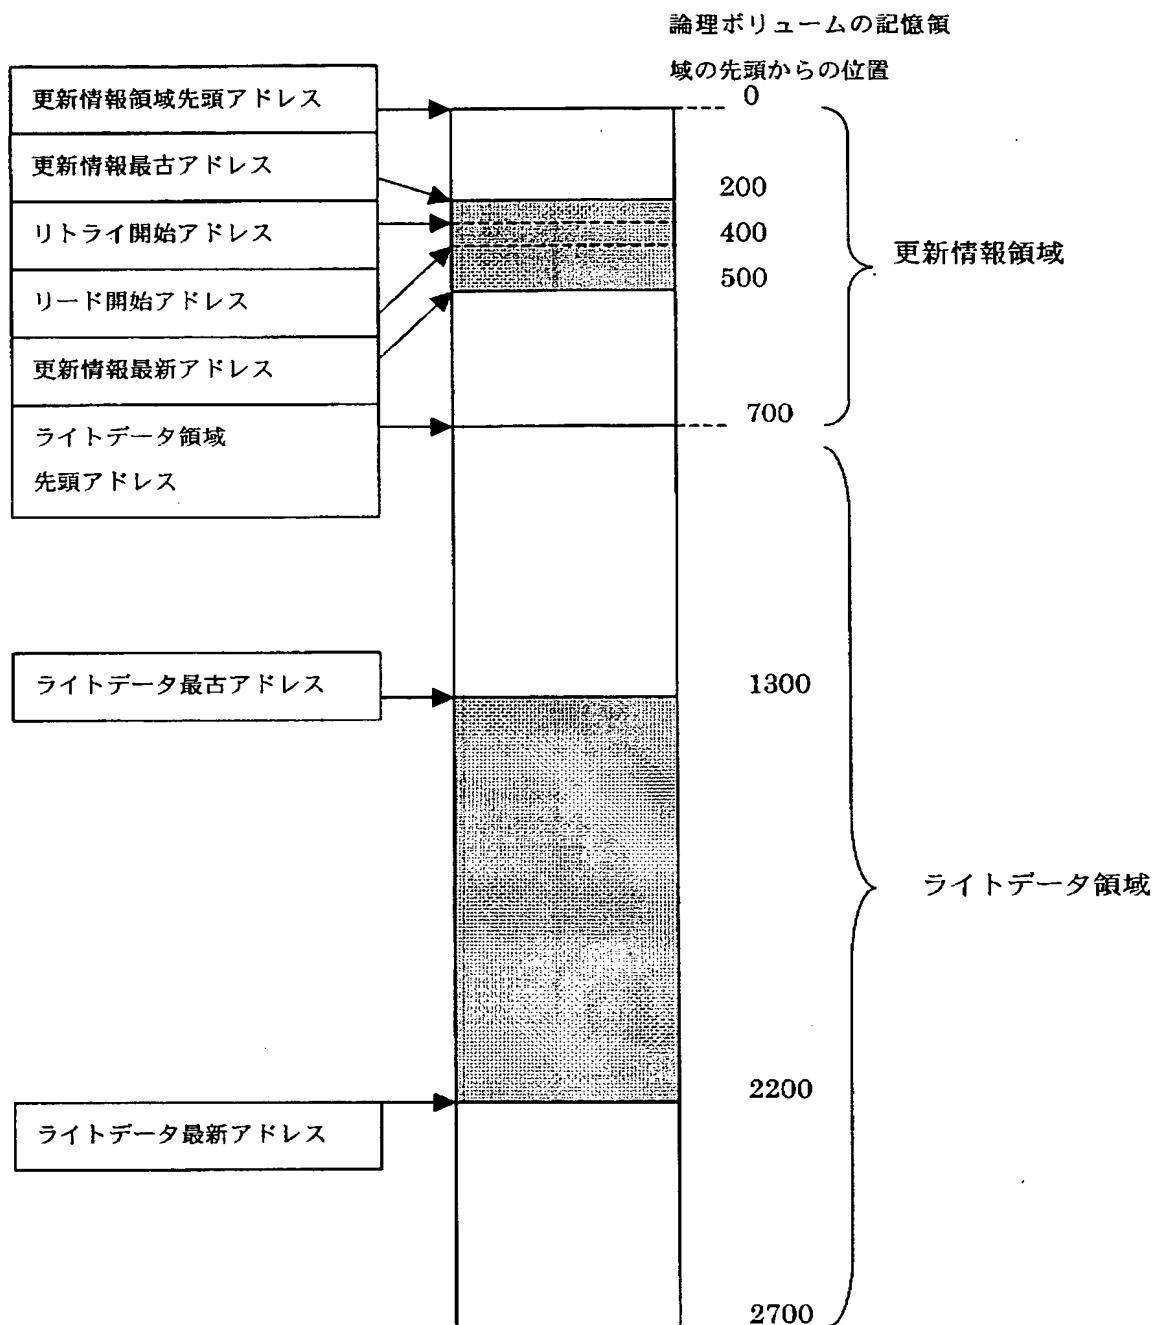 論理ボリュームの記憶領
域の先頭からの位置
0
更新情報領域先頭アドレス
更新情報最古アドレス
200
リトライ開始アドレス
400
更新情報領域
500
リード開始アドレス
更新情報最新アドレス
700
ライトデータ領域
先頭アドレス
ライトデータ最古アドレス
1300
ライトデータ領域
2200
ライトデータ最新アドレス
2700